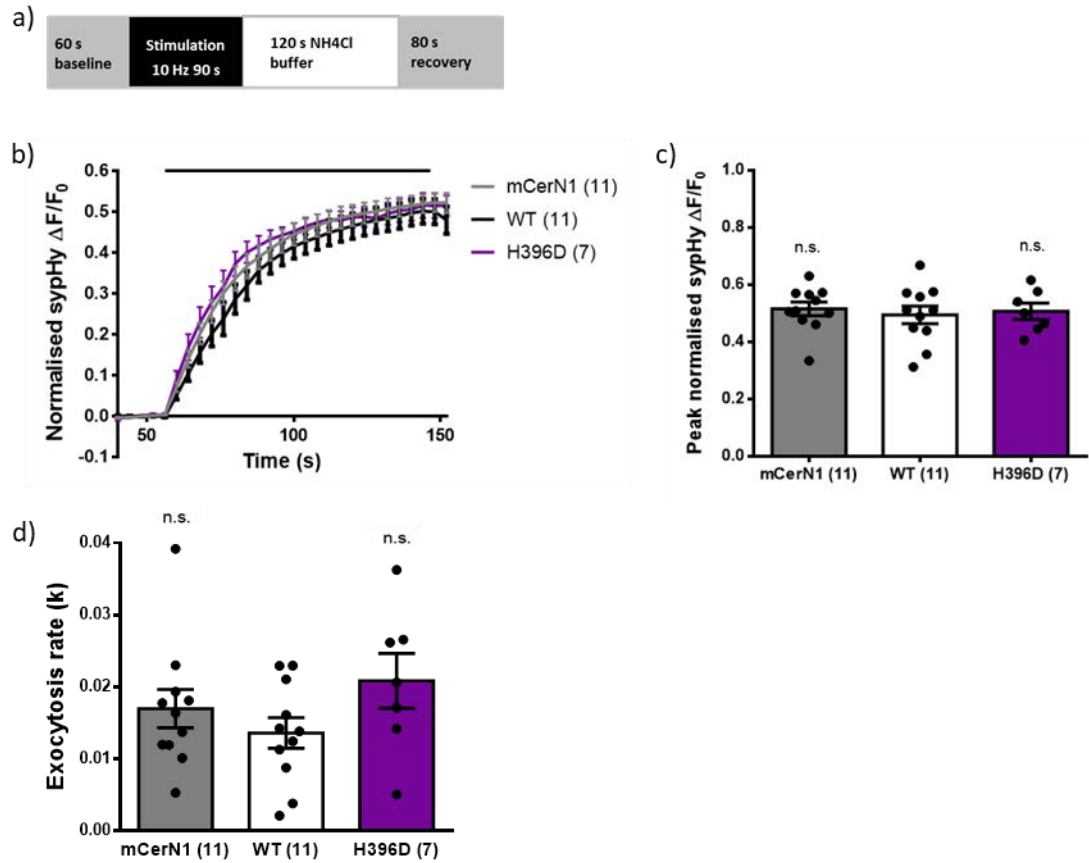 a)
60 s
baseline
Stimulation
10 Hz 90 s
120 s NH4Cl
buffer
80 s
recovery
b)
Normalised sypHy ΔF/F₀
0.6
0.5
0.4
0.3
0.2
0.1
0.0
-0.1
50
100
150
Time (s)
mCerN1 (11)
WT (11)
H396D (7)
c)
Peak normalised sypHy ΔF/F₀
1.0
0.8
0.6
0.4
0.2
0.0
n.s.
n.s.
mCerN1 (11)
WT (11)
H396D (7)
d)
Exocytosis rate (k)
0.04
0.03
0.02
0.01
0.00
n.s.
n.s.
mCerN1 (11)
WT (11)
H396D (7)